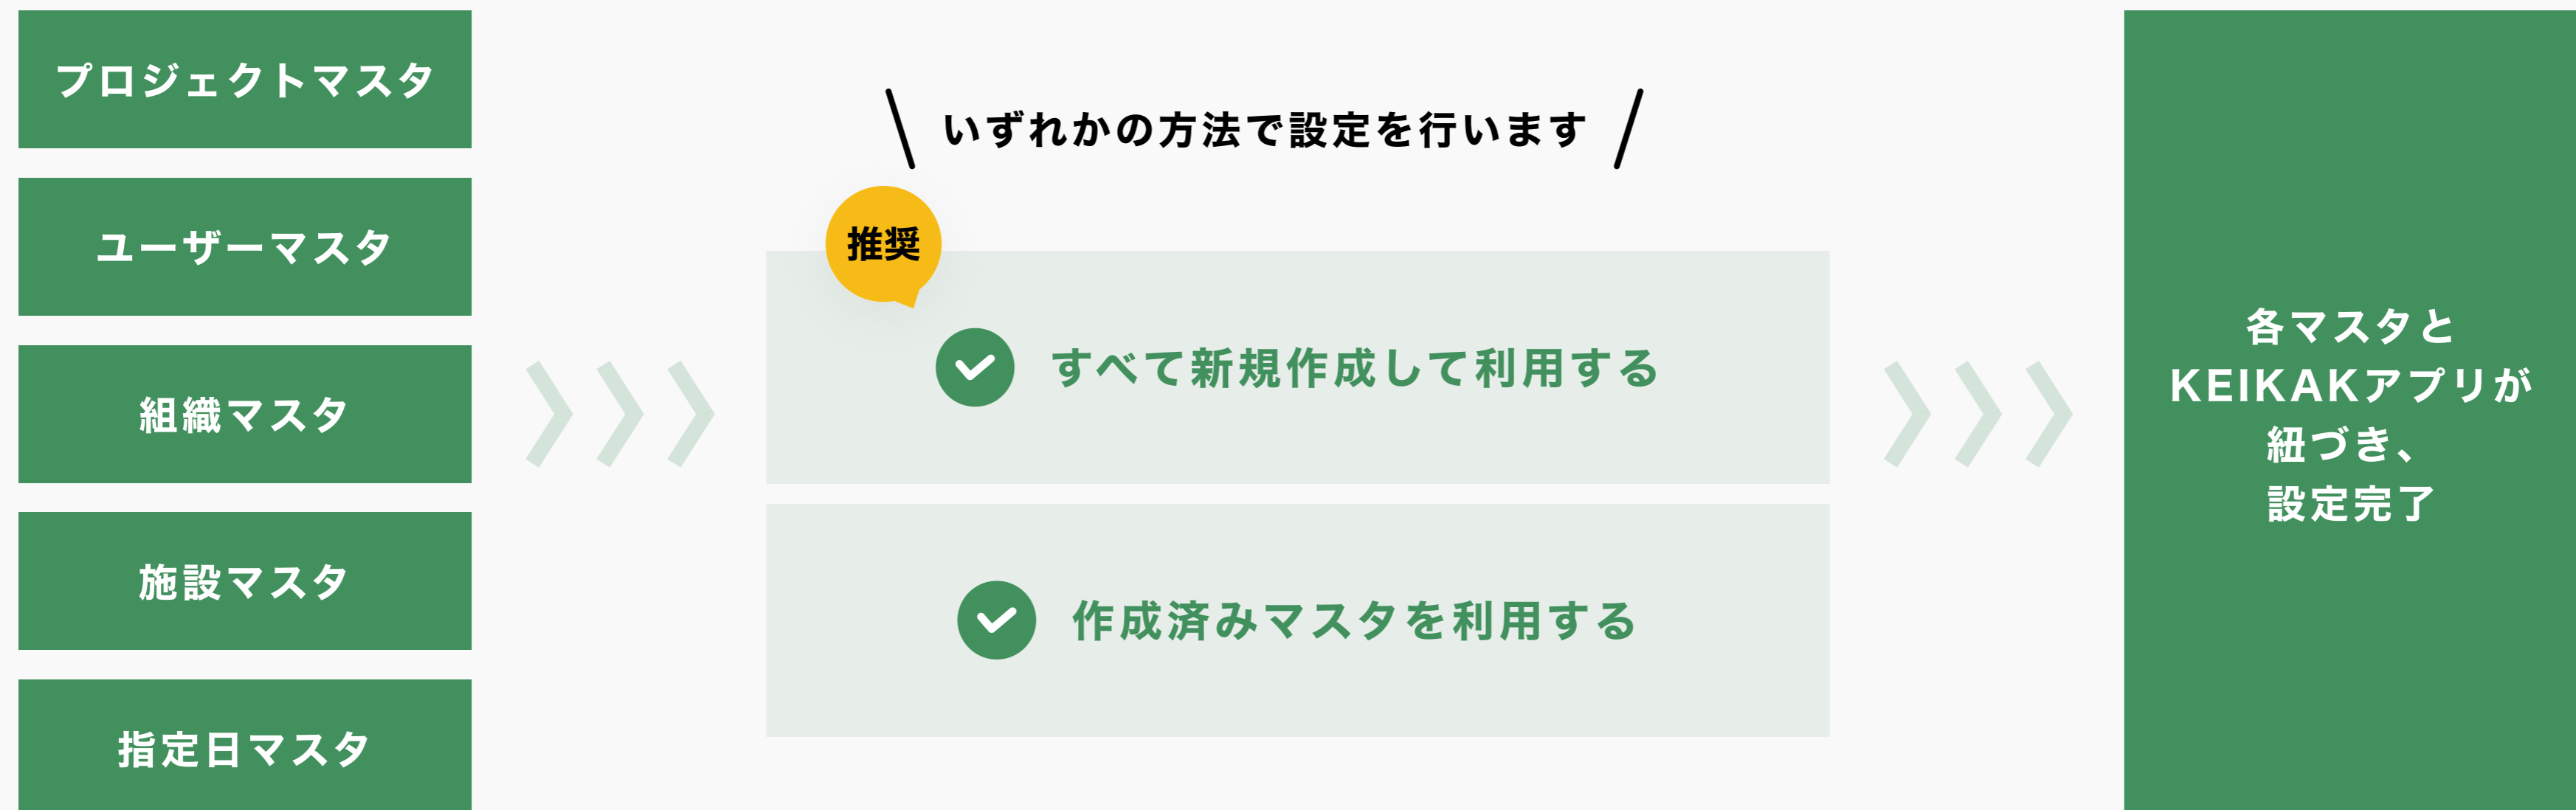 プロジェクトマスタ
ユーザーマスタ
組織マスタ
施設マスタ
指定日マスタ
いずれかの方法で設定を行います
推奨
すべて新規作成して利用する
作成済みマスタを利用する
各マスタと
KEIKAKアプリが
紐づき、
設定完了